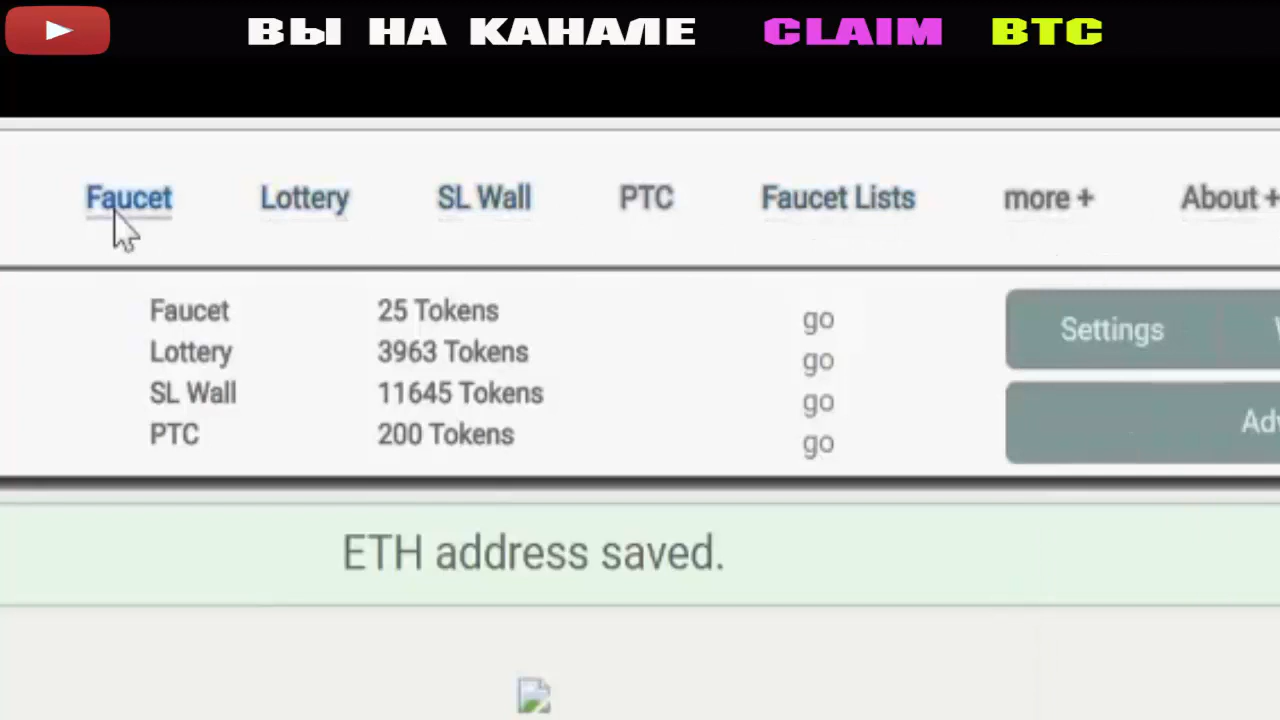 ВЫ НА КАНАЛЕ CLAIM BTC
Faucet Lottery SL Wall PTC Faucet Lists more + About +
Faucet 25 Tokens go
Lottery 3963 Tokens go
SL Wall 11645 Tokens go
PTC 200 Tokens go
Settings
ETH address saved.